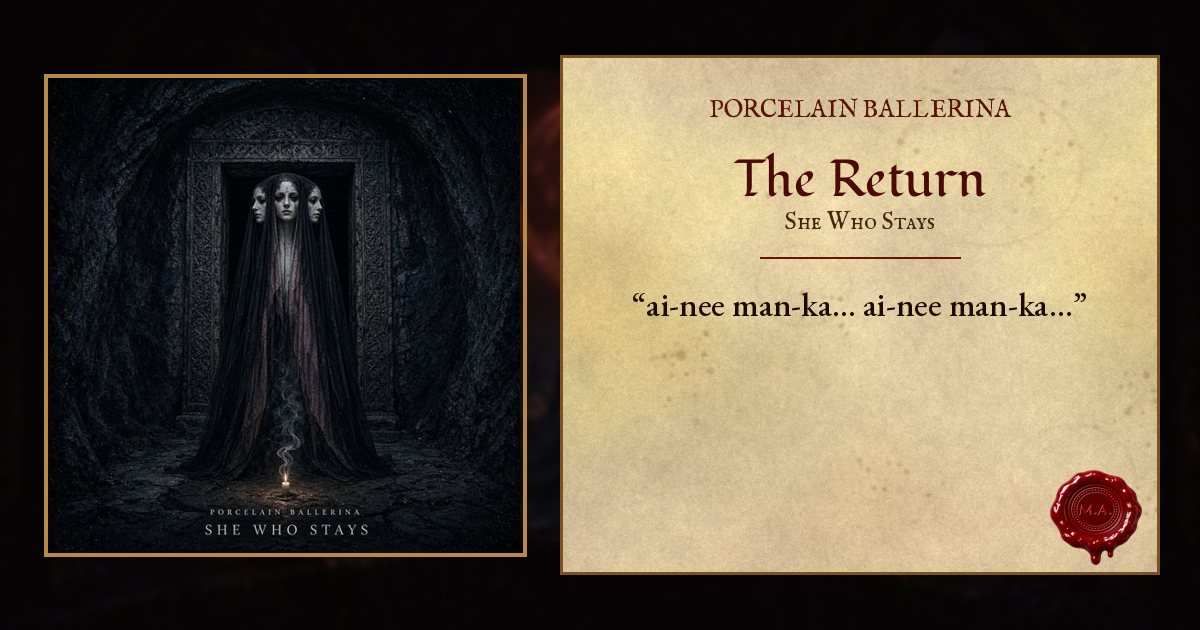 PORCELAIN BALLERINA
SHE WHO STAYS
PORCELAIN BALLERINA
The Return
She Who Stays
“ai-nee man-ka... ai-nee man-ka...”
M.A.